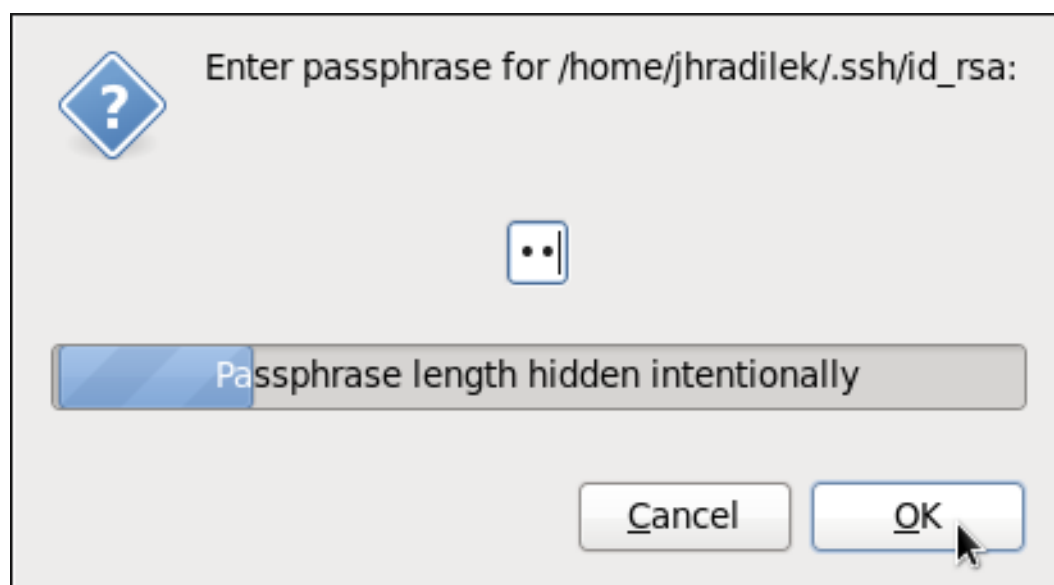 Enter passphrase for /home/jhradilek/.ssh/id_rsa:
••
Passphrase length hidden intentionally
Cancel
OK